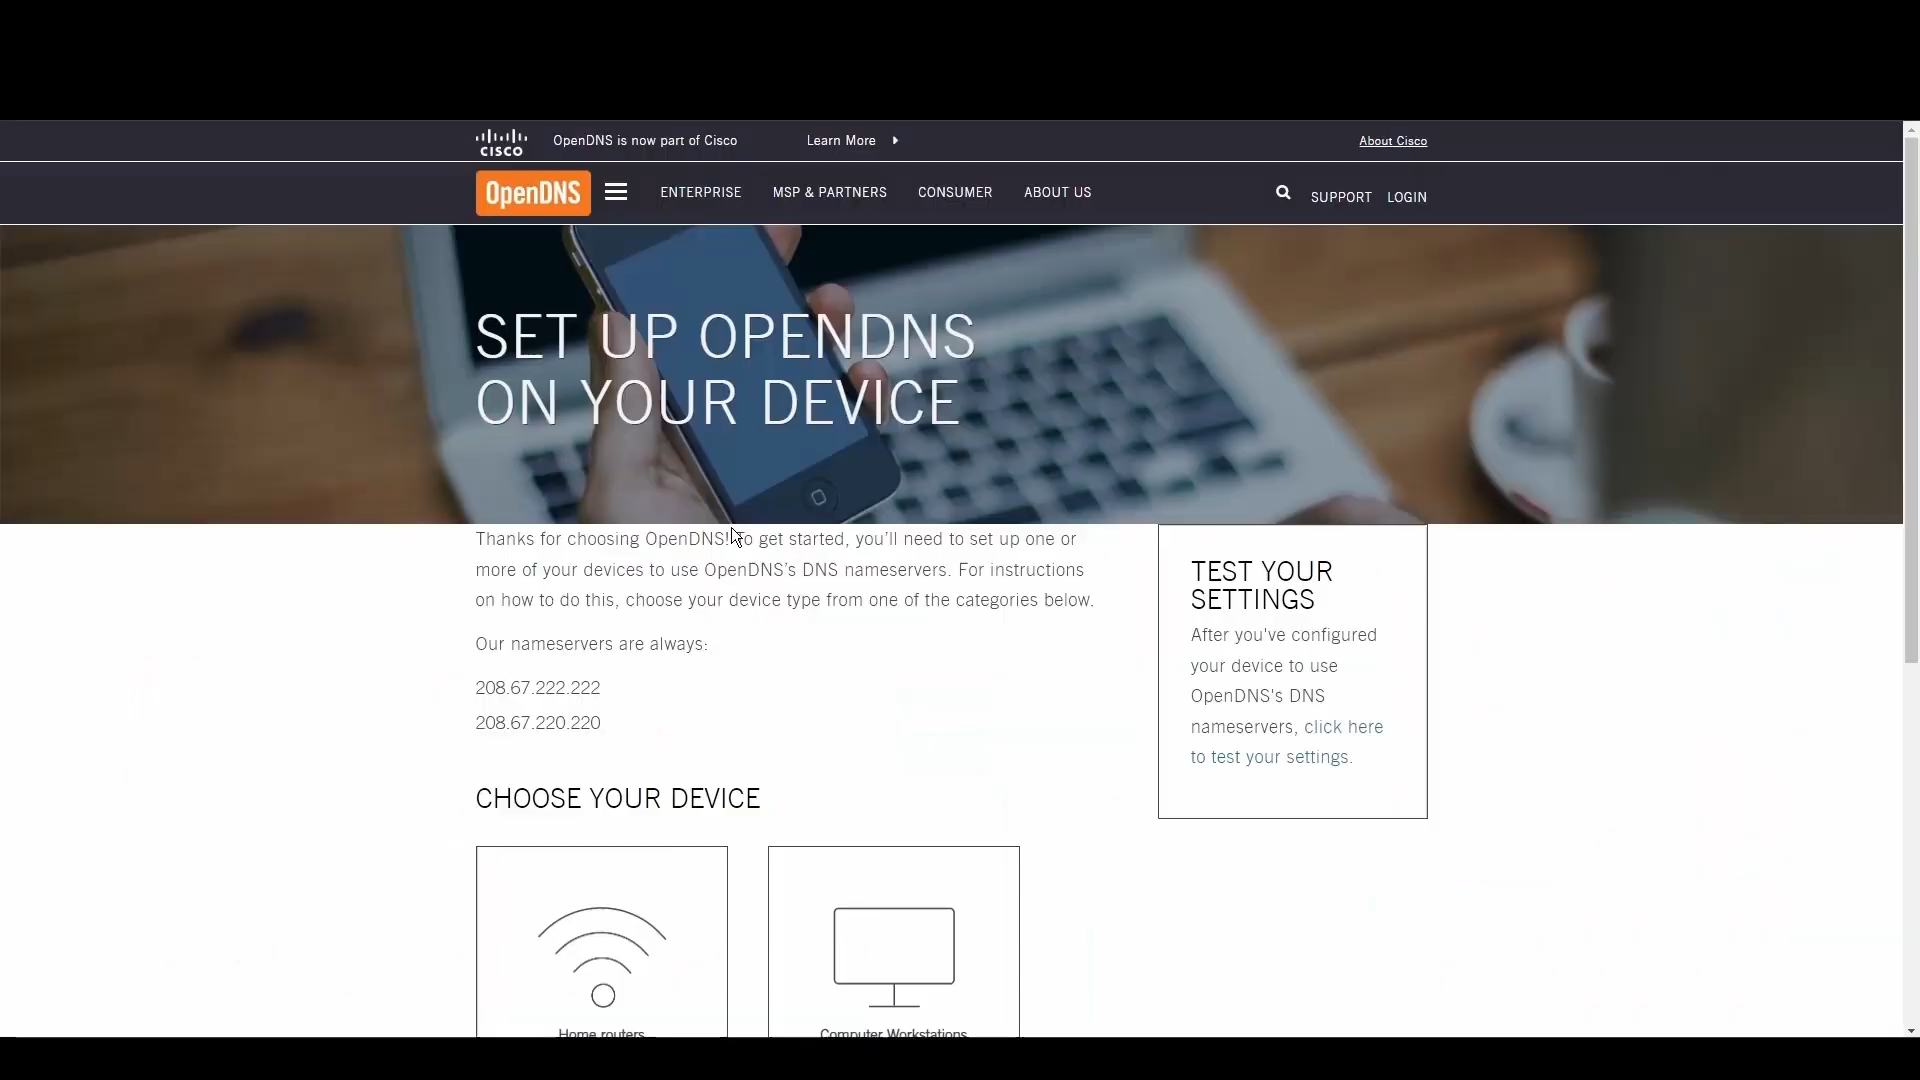 CISCO
OpenDNS is now part of Cisco
Learn More
About Cisco
OpenDNS
ENTERPRISE
MSP & PARTNERS
CONSUMER
ABOUT US
SUPPORT
LOGIN
SET UP OPENDNS
ON YOUR DEVICE
Thanks for choosing OpenDNS! To get started, you’ll need to set up one or
more of your devices to use OpenDNS’s DNS nameservers. For instructions
on how to do this, choose your device type from one of the categories below.
Our nameservers are always:
208.67.222.222
208.67.220.220
CHOOSE YOUR DEVICE
Home routers
Computer Workstations
TEST YOUR
SETTINGS
After you've configured
your device to use
OpenDNS's DNS
nameservers, click here
to test your settings.